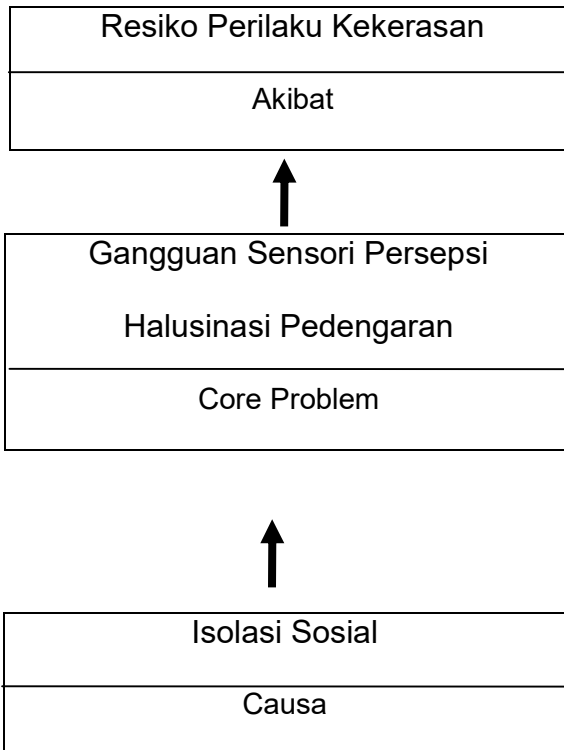 Resiko Perilaku Kekerasan
Akibat
Gangguan Sensori Persepsi
Halusinasi Pedengaran
Core Problem
Isolasi Sosial
Causa